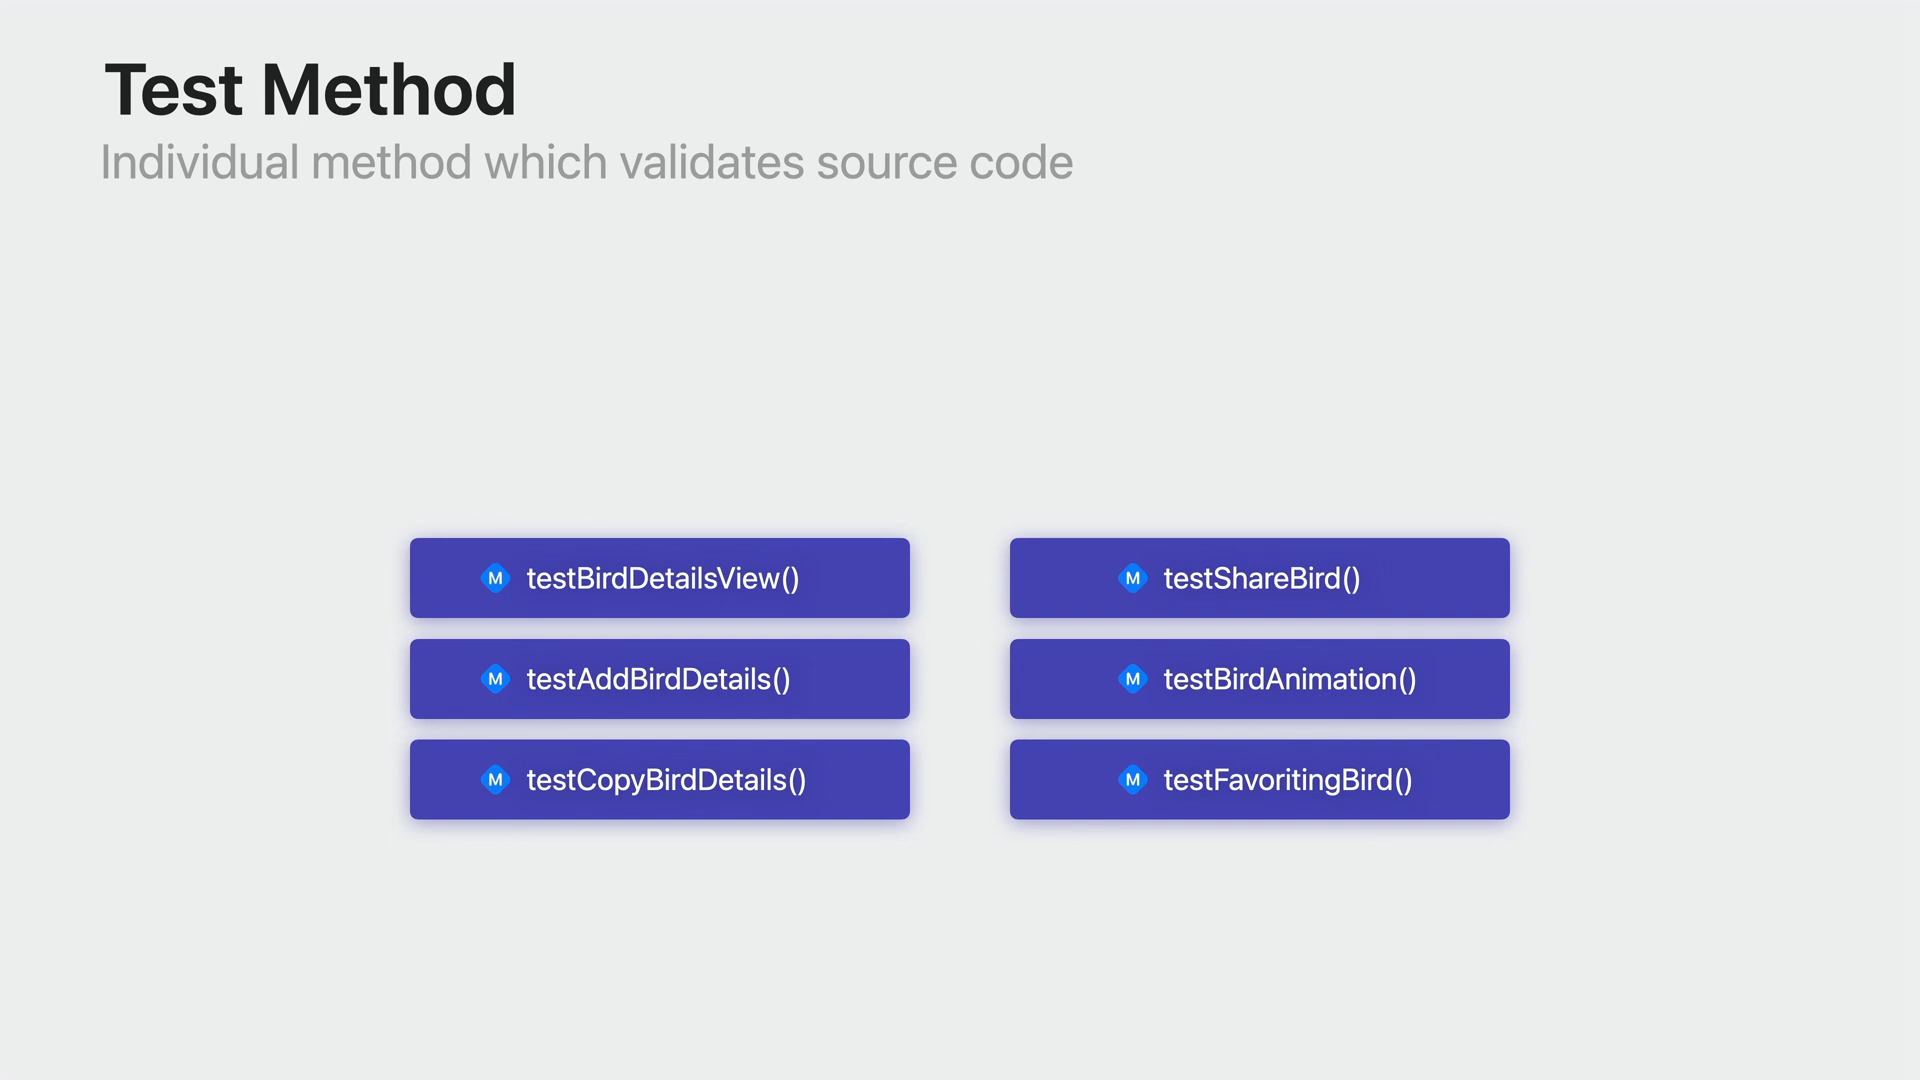 Test Method
Individual method which validates source code
M testBirdDetailsView()
M testAddBirdDetails()
M testCopyBirdDetails()
M testShareBird()
M testBirdAnimation()
M testFavoritingBird()